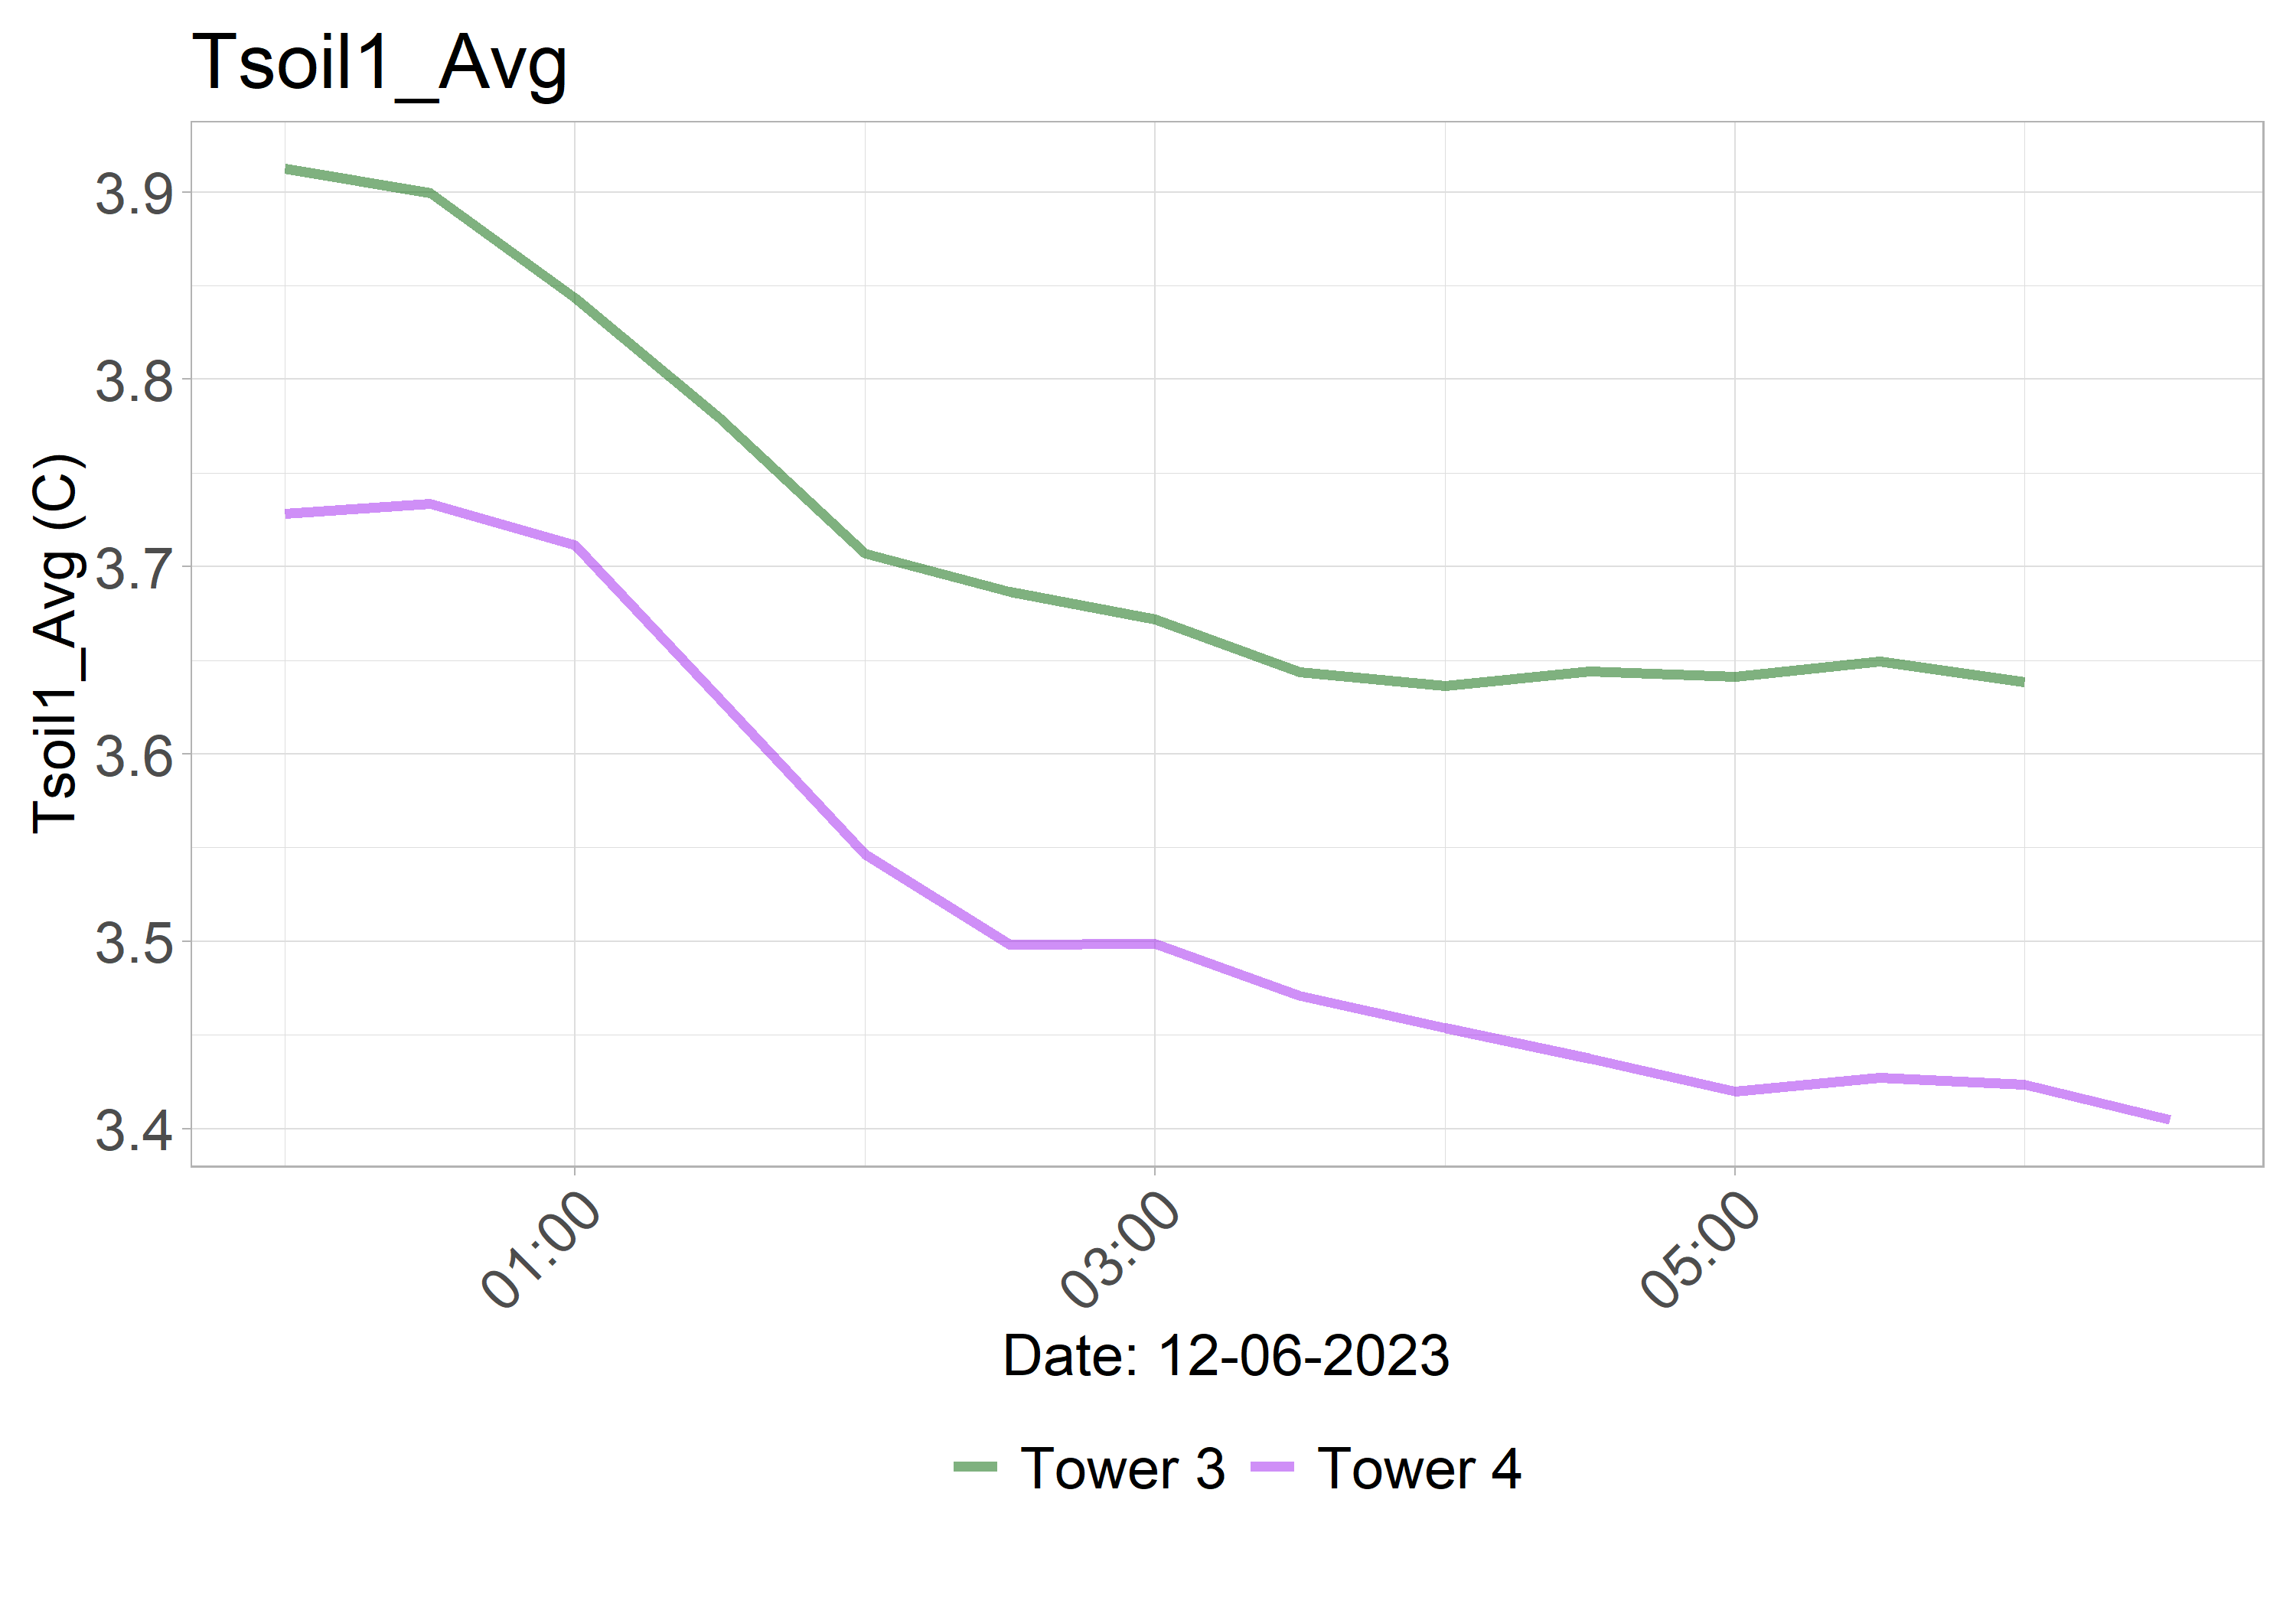 Tsoil1_Avg
Tsoil1_Avg (C)
3.9
3.8
3.7
3.6
3.5
3.4
01:00 03:00 05:00
Date: 12-06-2023
Tower 3 Tower 4